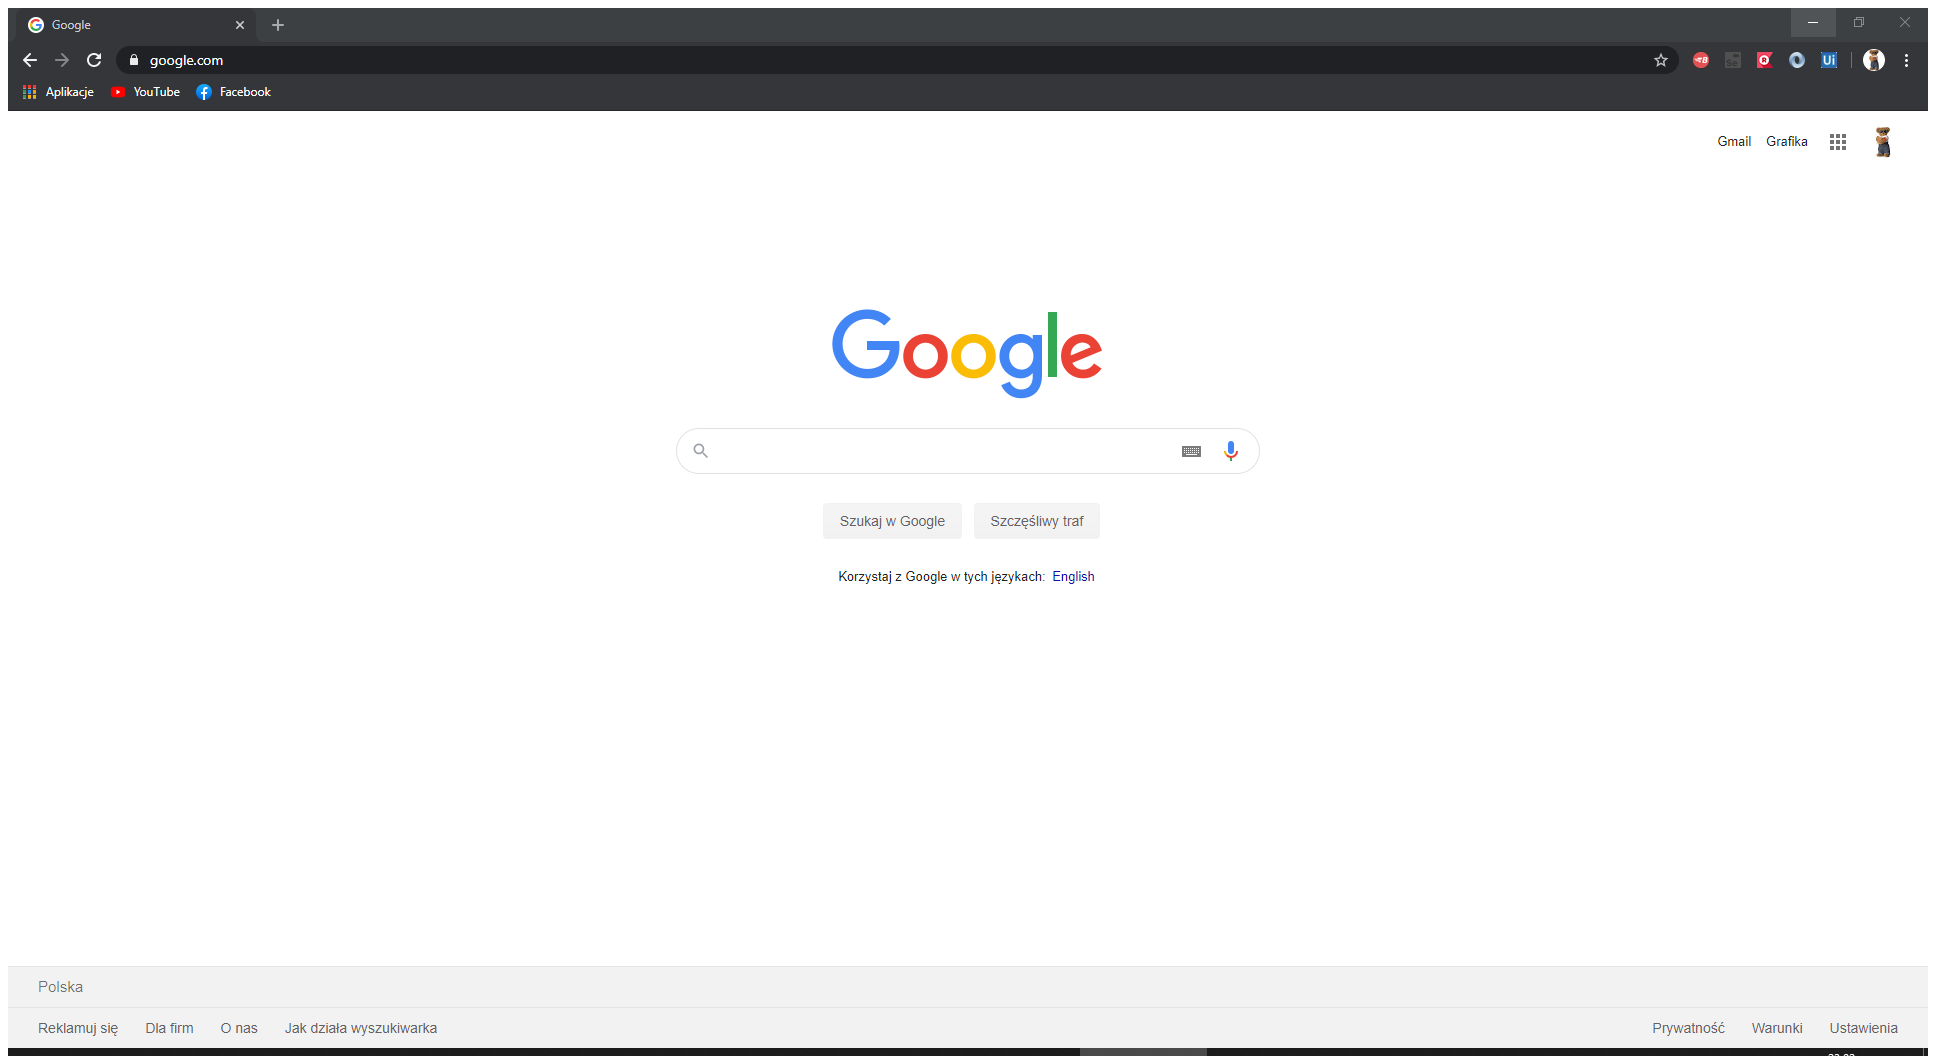 Google
google.com
Ui
Aplikacje YouTube Facebook
Gmail Grafika
Google
Szukaj w Google Szczęśliwy traf
Korzystaj z Google w tych językach: English
Polska
Reklamuj się Dla firm O nas Jak działa wyszukiwarka Prywatność Warunki Ustawienia